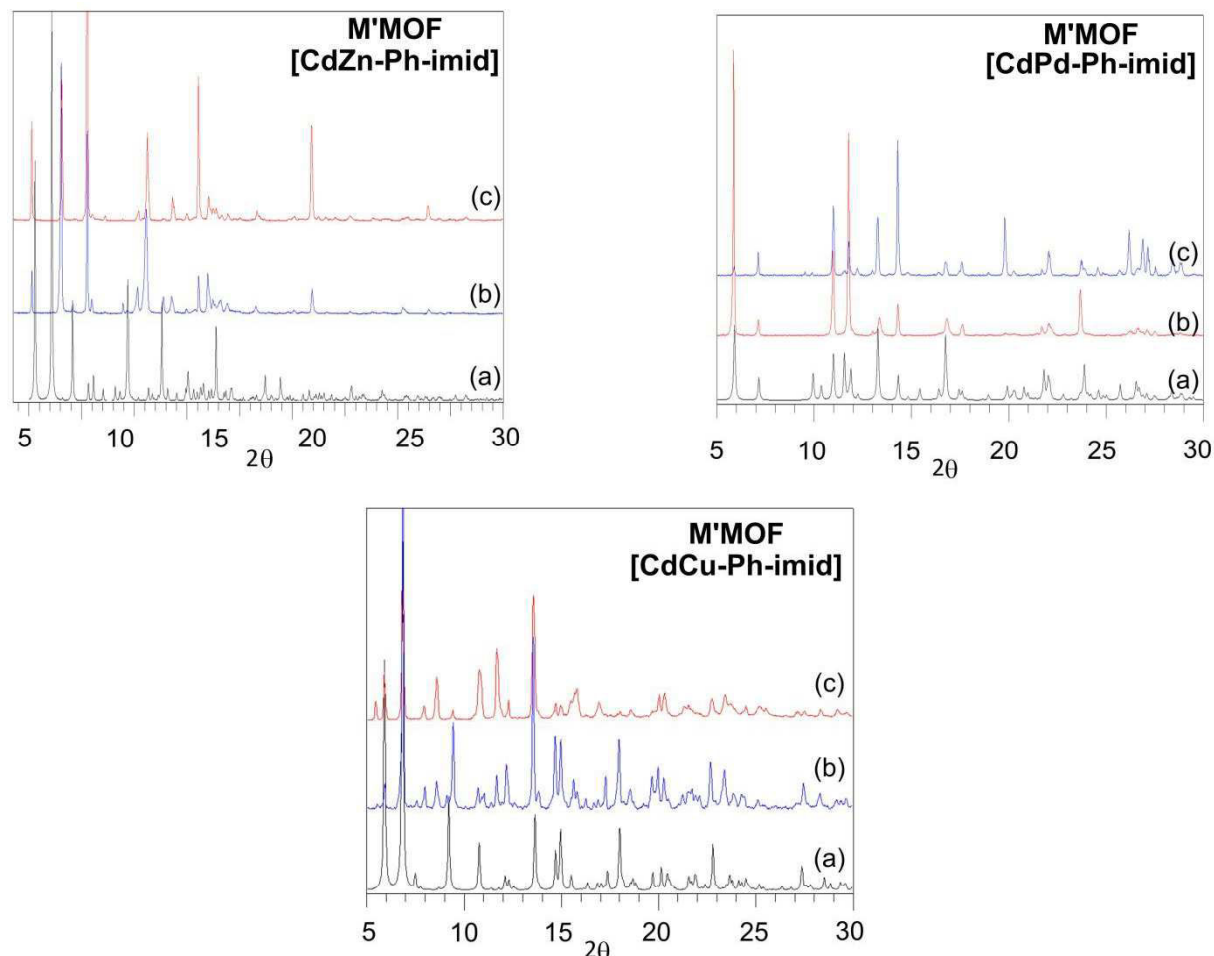 M'MOF
[CdZn-Ph-imid]
(c)
(b)
(a)
5 10 15 20 25 30
2θ
M'MOF
[CdPd-Ph-imid]
(c)
(b)
(a)
5 10 15 20 25 30
2θ
M'MOF
[CdCu-Ph-imid]
(c)
(b)
(a)
5 10 15 20 25 30
2θ